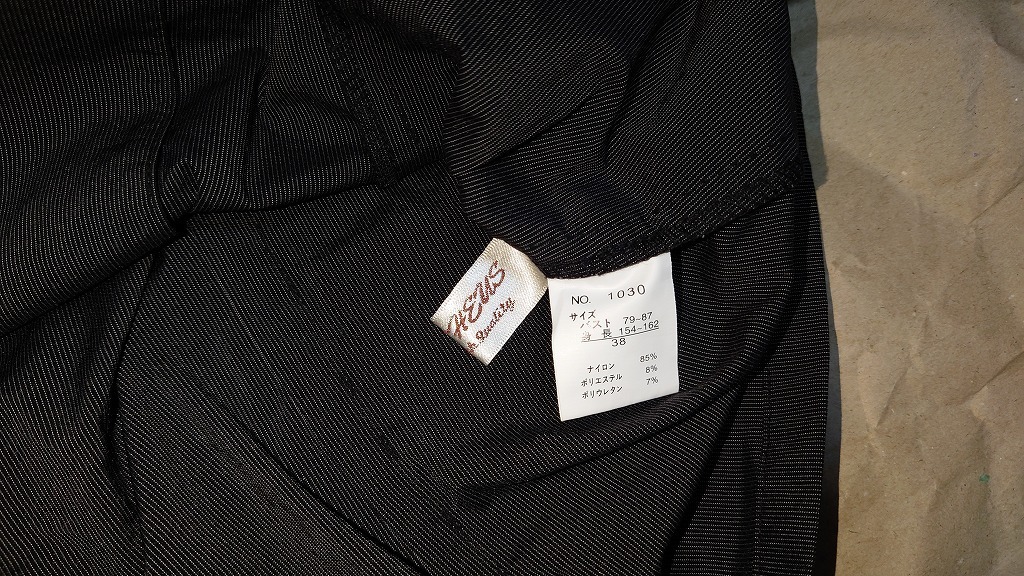 NO. 1030
サイズ
バスト 79-87
身 長 154-162
38
ナイロン 85%
ポリエステル 8%
ポリウレタン 7%
Quality